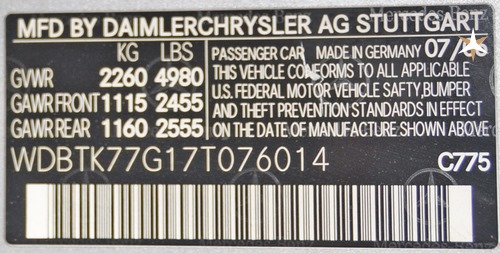 MFD BY DAIMLERCHRYSLER AG STUTTGART
KG LBS
GVWR 2260 4980
GAWR FRONT 1115 2455
GAWR REAR 1160 2555
PASSENGER CAR MADE IN GERMANY
THIS VEHICLE CONFORMS TO ALL APPLICABLE
U.S. FEDERAL MOTOR VEHICLE SAFETY, BUMPER
AND THEFT PREVENTION STANDARDS IN EFFECT
ON THE DATE OF MANUFACTURE SHOWN ABOVE.
WDBTK77G17T076014
C775